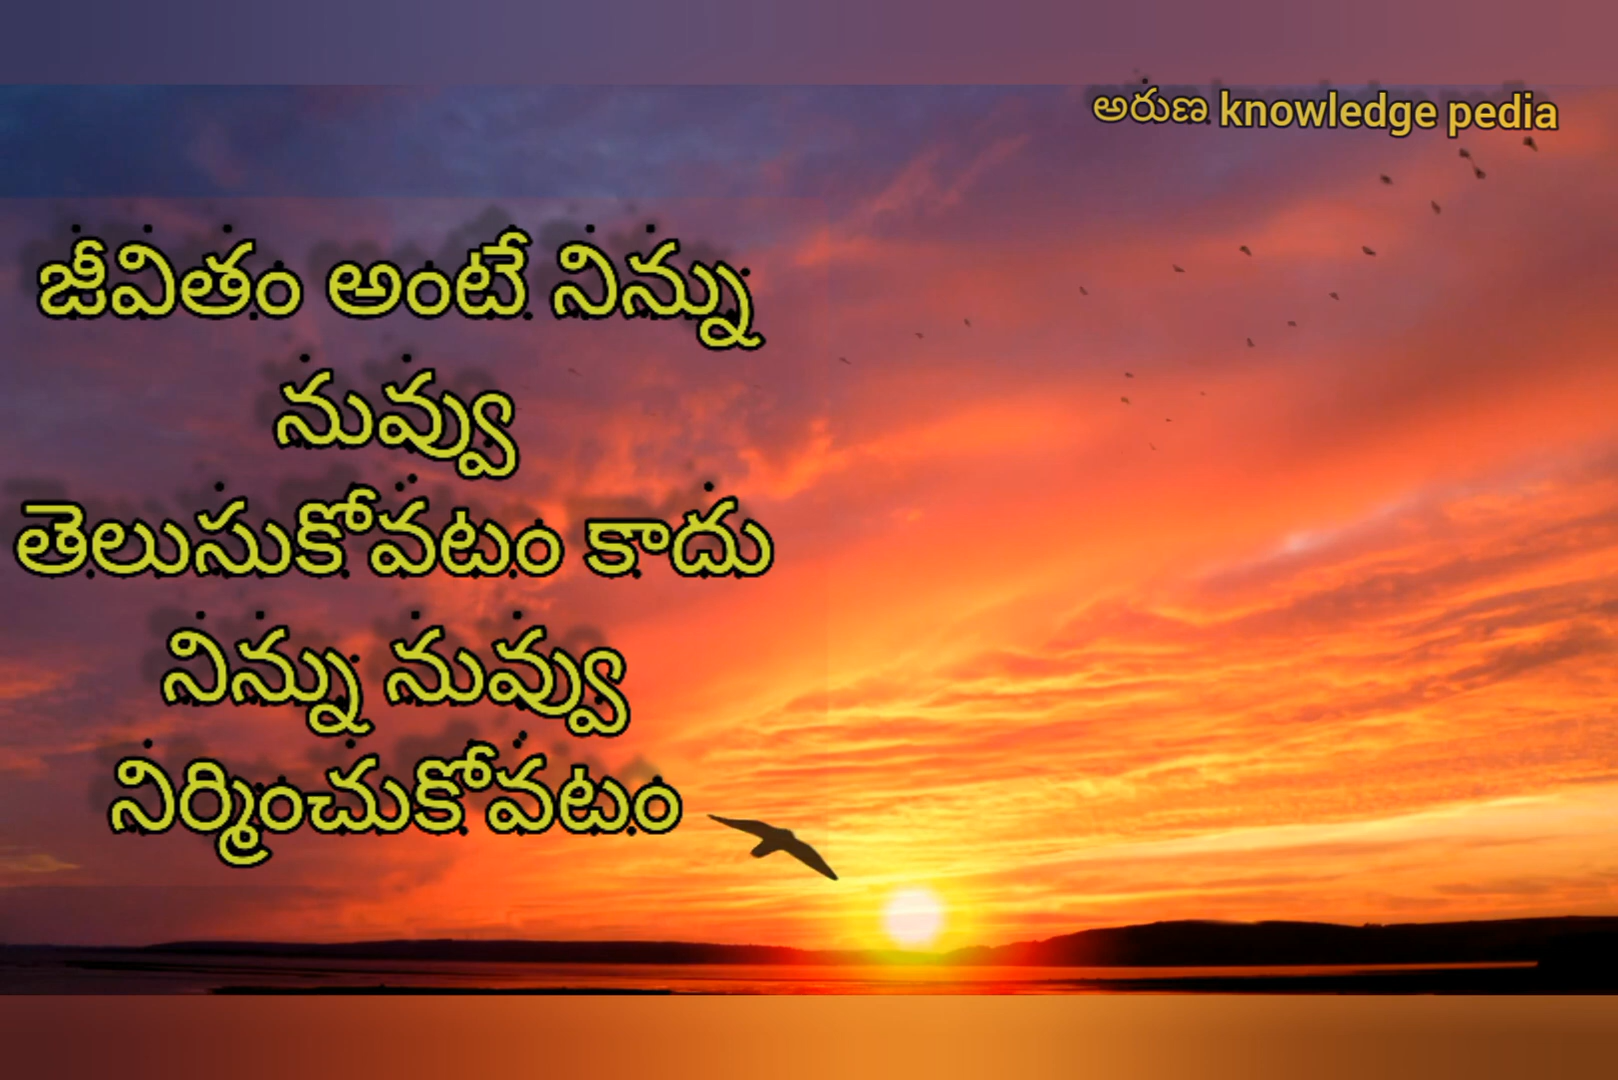 అరుణ knowledge pedia
జీవితం అంటే నిన్ను
నువ్వు
తెలుసుకోవటం కాదు
నిన్ను నువ్వు
నిర్మించుకోవటం